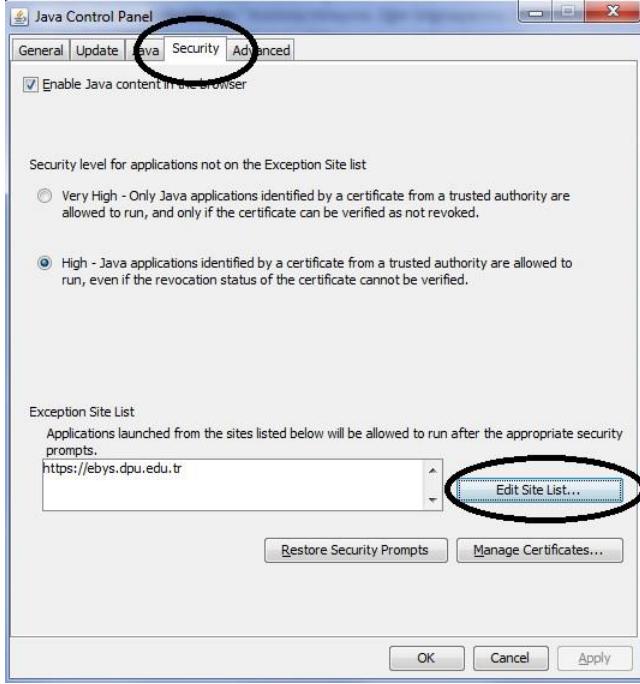 Java Control Panel
General Update Java Security Advanced
Enable Java content in the browser
Security level for applications not on the Exception Site list
Very High - Only Java applications identified by a certificate from a trusted authority are
allowed to run, and only if the certificate can be verified as not revoked.
High - Java applications identified by a certificate from a trusted authority are allowed to
run, even if the revocation status of the certificate cannot be verified.
Exception Site List
Applications launched from the sites listed below will be allowed to run after the appropriate security
prompts.
https://ebys.dpu.edu.tr
Edit Site List...
Restore Security Prompts Manage Certificates...
OK Cancel Apply